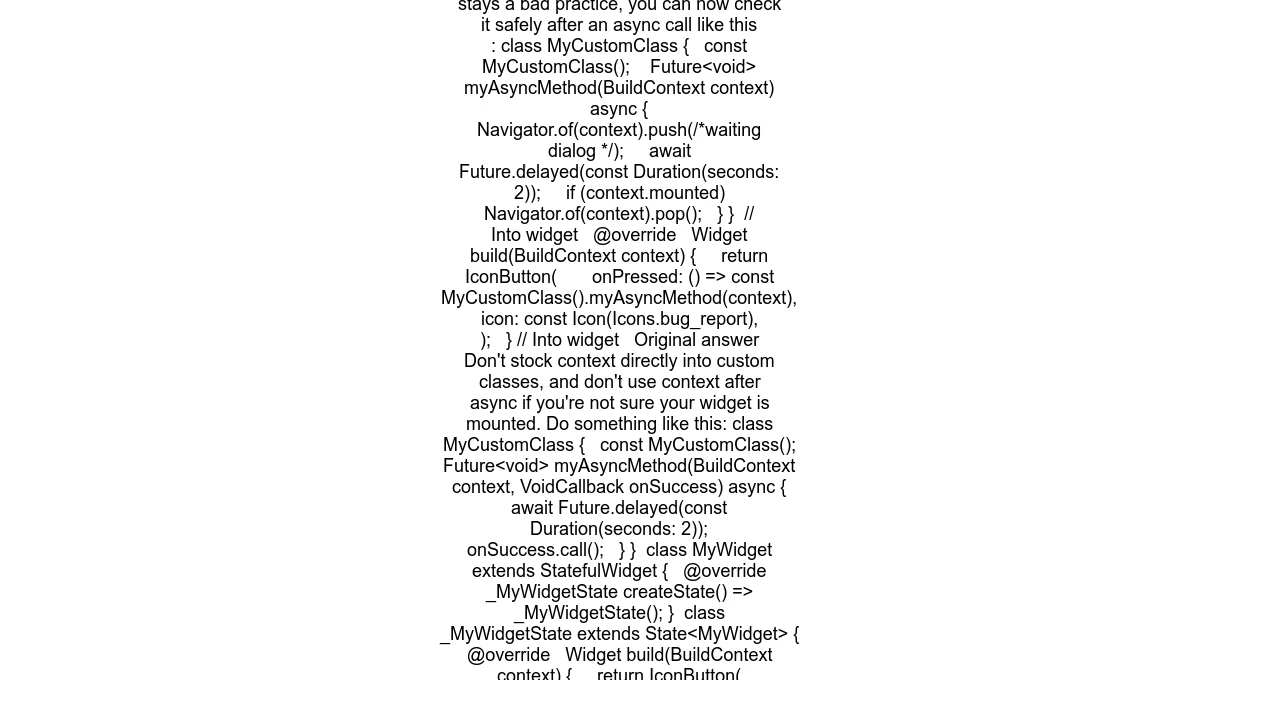 stays a bad practice, you can now check
it safely after an async call like this
: class MyCustomClass {   const
MyCustomClass();    Future<void>
myAsyncMethod(BuildContext context)
async {
Navigator.of(context).push(/*waiting
dialog */);     await
Future.delayed(const Duration(seconds:
2));     if (context.mounted)
Navigator.of(context).pop();   } }  //
Into widget   @override   Widget
build(BuildContext context) {     return
IconButton(       onPressed: () => const
MyCustomClass().myAsyncMethod(context),
icon: const Icon(Icons.bug_report),
);   } // Into widget   Original answer
Don't stock context directly into custom
classes, and don't use context after
async if you're not sure your widget is
mounted. Do something like this: class
MyCustomClass {   const MyCustomClass();
Future<void> myAsyncMethod(BuildContext
context, VoidCallback onSuccess) async {
await Future.delayed(const
Duration(seconds: 2));
onSuccess.call();   } }  class MyWidget
extends StatefulWidget {   @override
_MyWidgetState createState() =>
_MyWidgetState(); }  class
_MyWidgetState extends State<MyWidget> {
@override   Widget build(BuildContext
context) {     return IconButton(